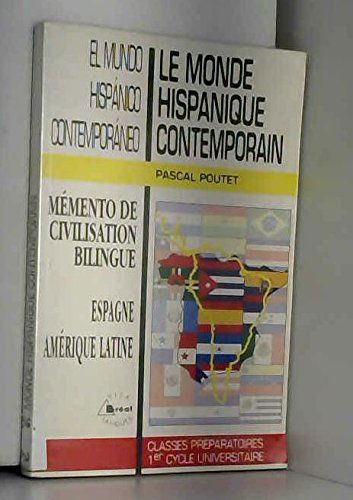 EL MUNDO
HISPÁNICO
CONTEMPORÁNEO
LE MONDE
HISPANIQUE
CONTEMPORAIN
PASCAL POUTET
MÉMENTO DE
CIVILISATION
BILINGUE
ESPAGNE
AMÉRIQUE LATINE
Bréal
CLASSES PRÉPARATOIRES
1er CYCLE UNIVERSITAIRE